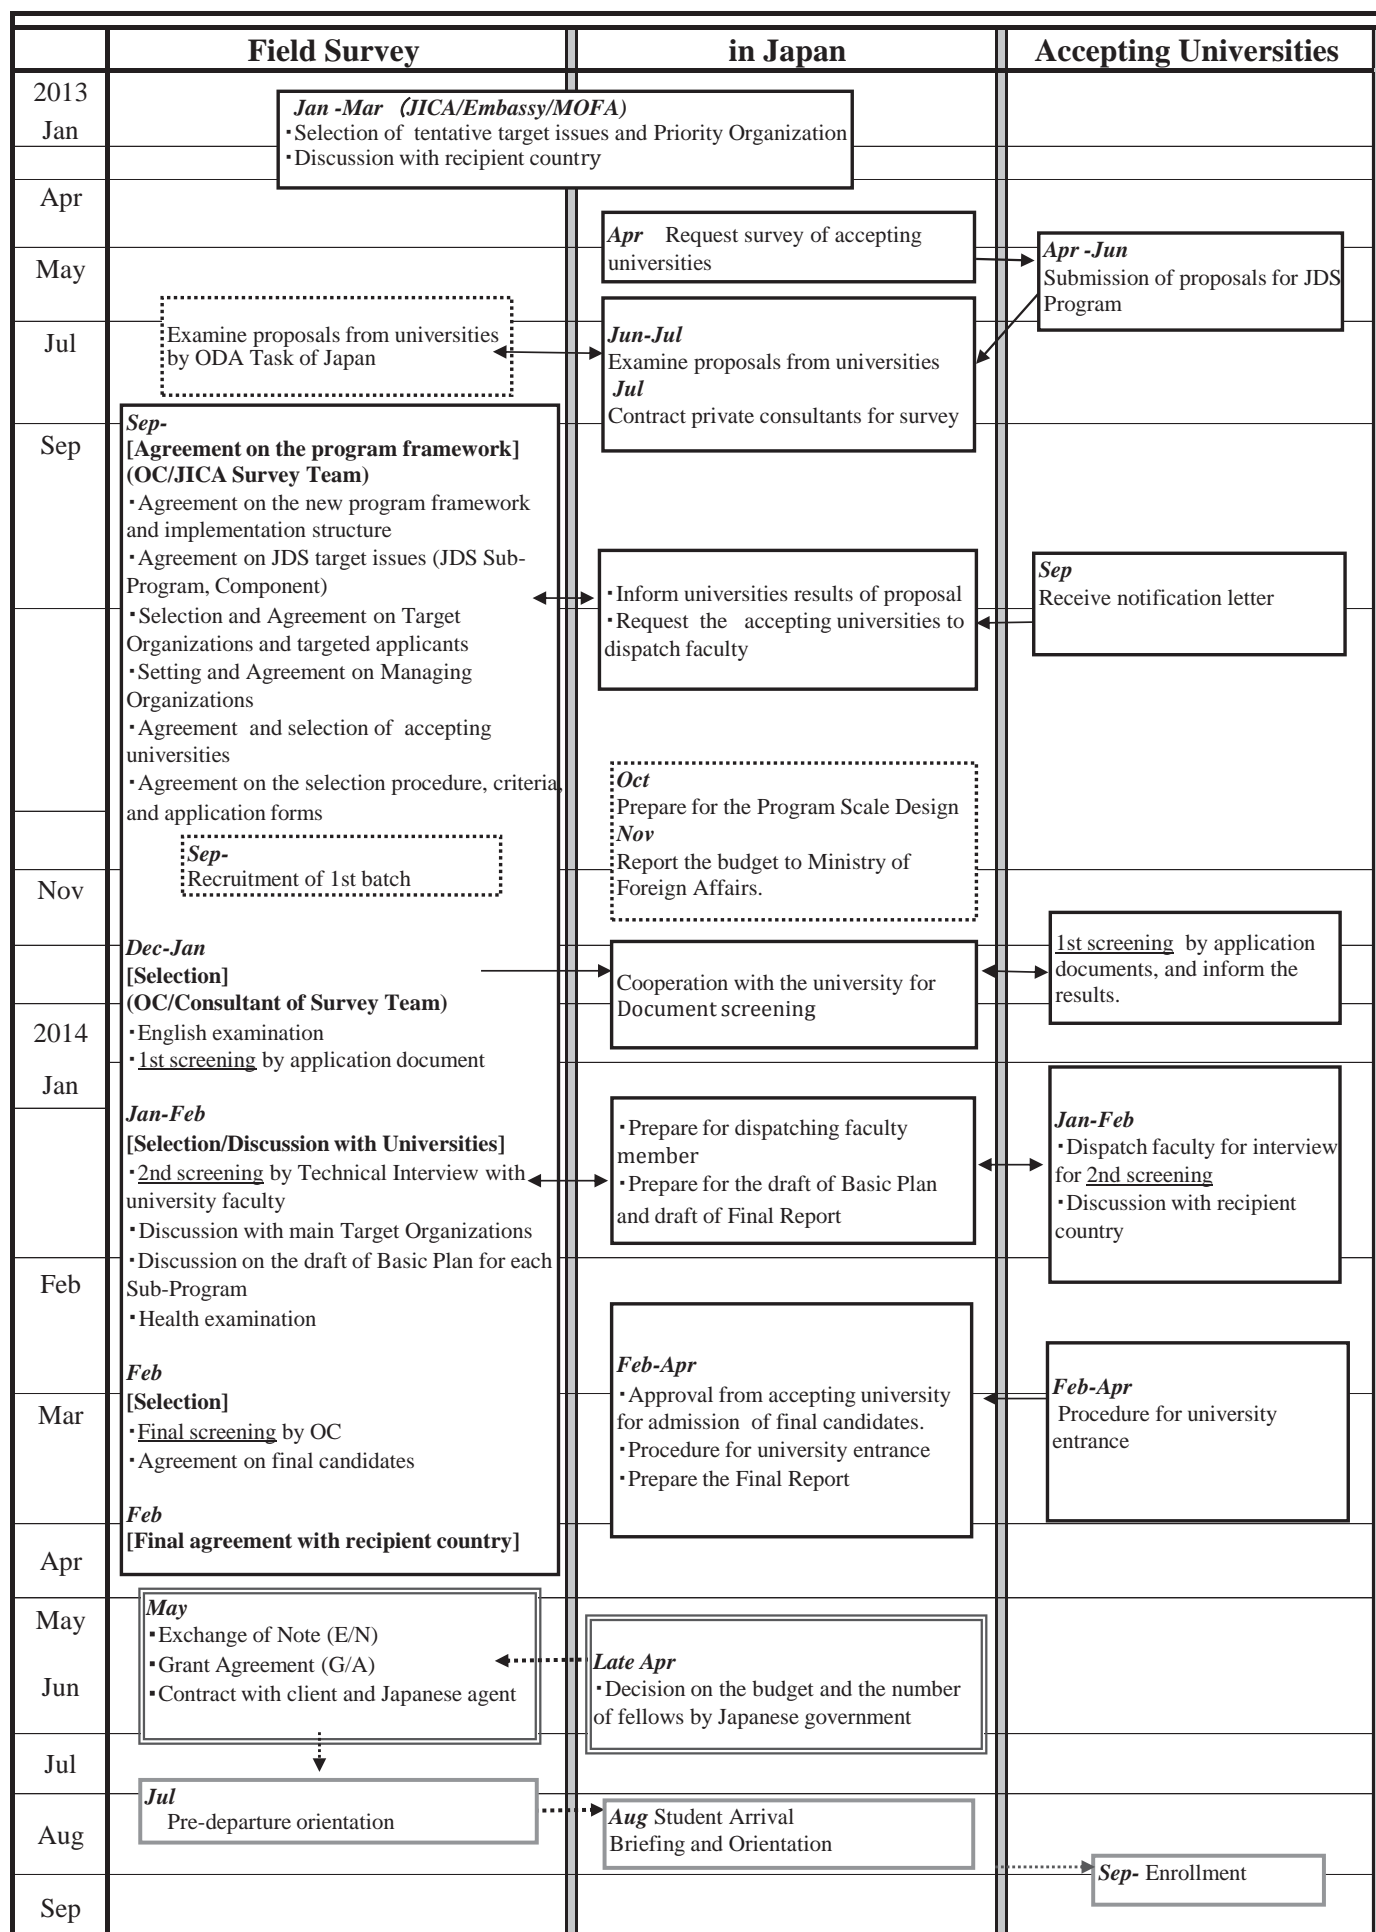 Field Survey
in Japan
Accepting Universities
2013
Jan
Jan -Mar （JICA/Embassy/MOFA)
・Selection of tentative target issues and Priority Organization
・Discussion with recipient country
Apr
Apr Request survey of accepting
universities
Apr -Jun
Submission of proposals for JDS
Program
May
Examine proposals from universities
by ODA Task of Japan
Jun-Jul
Examine proposals from universities
Jul
Contract private consultants for survey
Jul
Sep
Sep-
[Agreement on the program framework]
(OC/JICA Survey Team)
・Agreement on the new program framework
and implementation structure
・Agreement on JDS target issues (JDS Sub-
Program, Component)
・Selection and Agreement on Target
Organizations and targeted applicants
・Setting and Agreement on Managing
Organizations
・Agreement and selection of accepting
universities
・Agreement on the selection procedure, criteria,
and application forms
・Inform universities results of proposal
・Request the accepting universities to
dispatch faculty
Sep
Receive notification letter
Sep-
Recruitment of 1st batch
Oct
Prepare for the Program Scale Design
Nov
Report the budget to Ministry of
Foreign Affairs.
Nov
Dec-Jan
[Selection]
(OC/Consultant of Survey Team)
・English examination
・1st screening by application document
Cooperation with the university for
Document screening
1st screening by application
documents, and inform the
results.
2014
Jan
Jan-Feb
[Selection/Discussion with Universities]
・2nd screening by Technical Interview with
university faculty
・Discussion with main Target Organizations
・Discussion on the draft of Basic Plan for each
Sub-Program
・Health examination
・Prepare for dispatching faculty
member
・Prepare for the draft of Basic Plan
and draft of Final Report
Jan-Feb
・Dispatch faculty for interview
for 2nd screening
・Discussion with recipient
country
Feb
Feb
[Selection]
・Final screening by OC
・Agreement on final candidates
Feb
[Final agreement with recipient country]
Feb-Apr
・Approval from accepting university
for admission of final candidates.
・Procedure for university entrance
・Prepare the Final Report
Feb-Apr
Procedure for university
entrance
Mar
Apr
May
May
・Exchange of Note (E/N)
・Grant Agreement (G/A)
・Contract with client and Japanese agent
Late Apr
・Decision on the budget and the number
of fellows by Japanese government
Jun
Jul
Jul
Pre-departure orientation
Aug
Aug Student Arrival
Briefing and Orientation
Sep- Enrollment
Sep